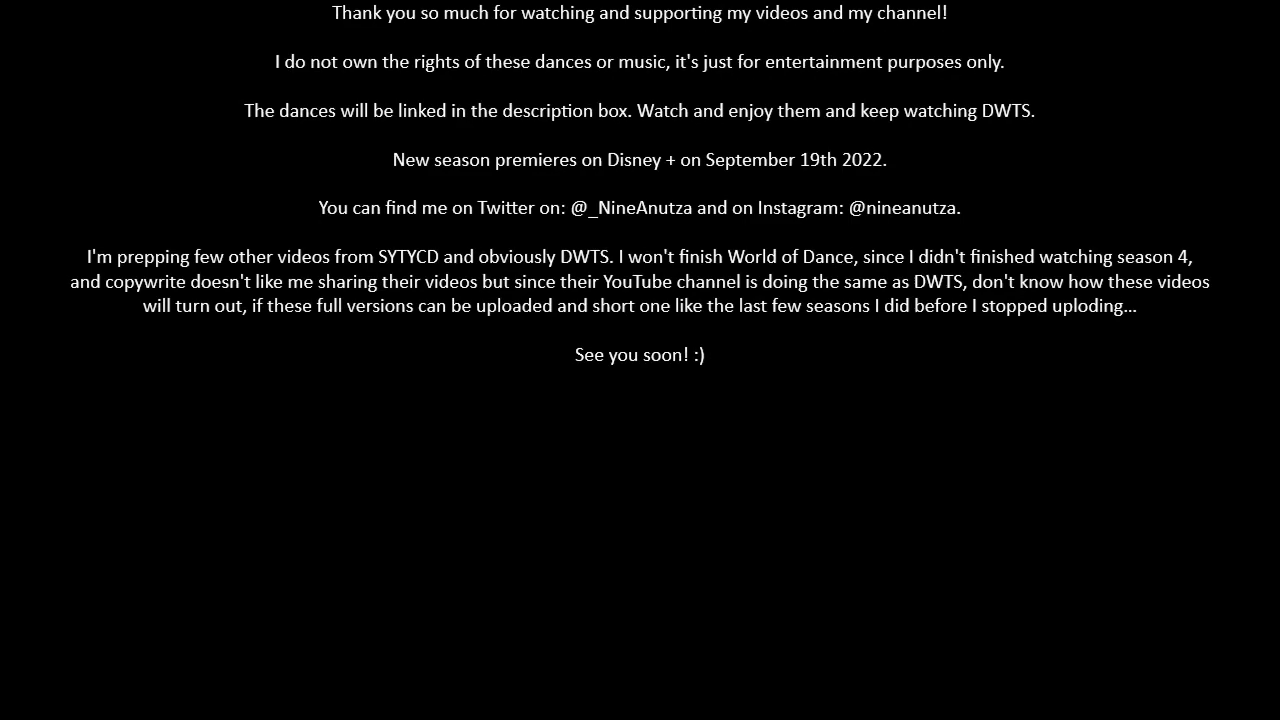 Thank you so much for watching and supporting my videos and my channel!
I do not own the rights of these dances or music, it's just for entertainment purposes only.
The dances will be linked in the description box. Watch and enjoy them and keep watching DWTS.
New season premieres on Disney + on September 19th 2022.
You can find me on Twitter on: @_NineAnutza and on Instagram: @nineanutza.
I'm prepping few other videos from SYTYCD and obviously DWTS. I won't finish World of Dance, since I didn't finished watching season 4,
and copywrite doesn't like me sharing their videos but since their YouTube channel is doing the same as DWTS, don't know how these videos
will turn out, if these full versions can be uploaded and short one like the last few seasons I did before I stopped uploding...
See you soon! :)